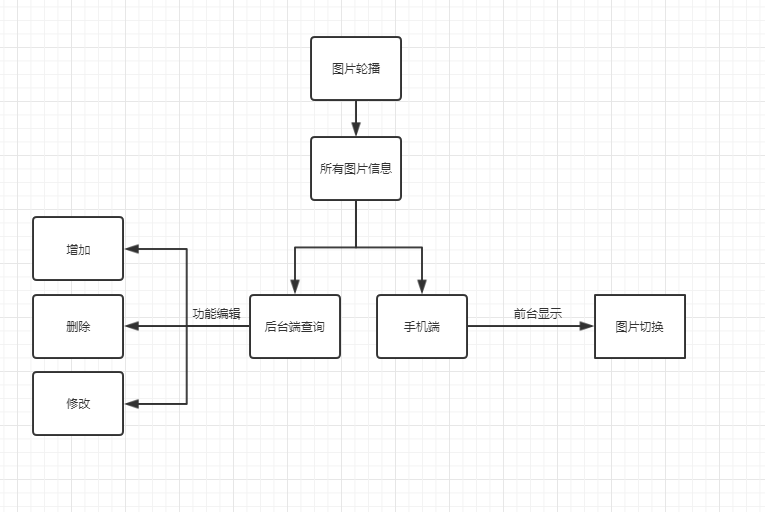 图片轮播
所有图片信息
增加
功能编辑
前台显示
删除
后台端查询
手机端
图片切换
修改